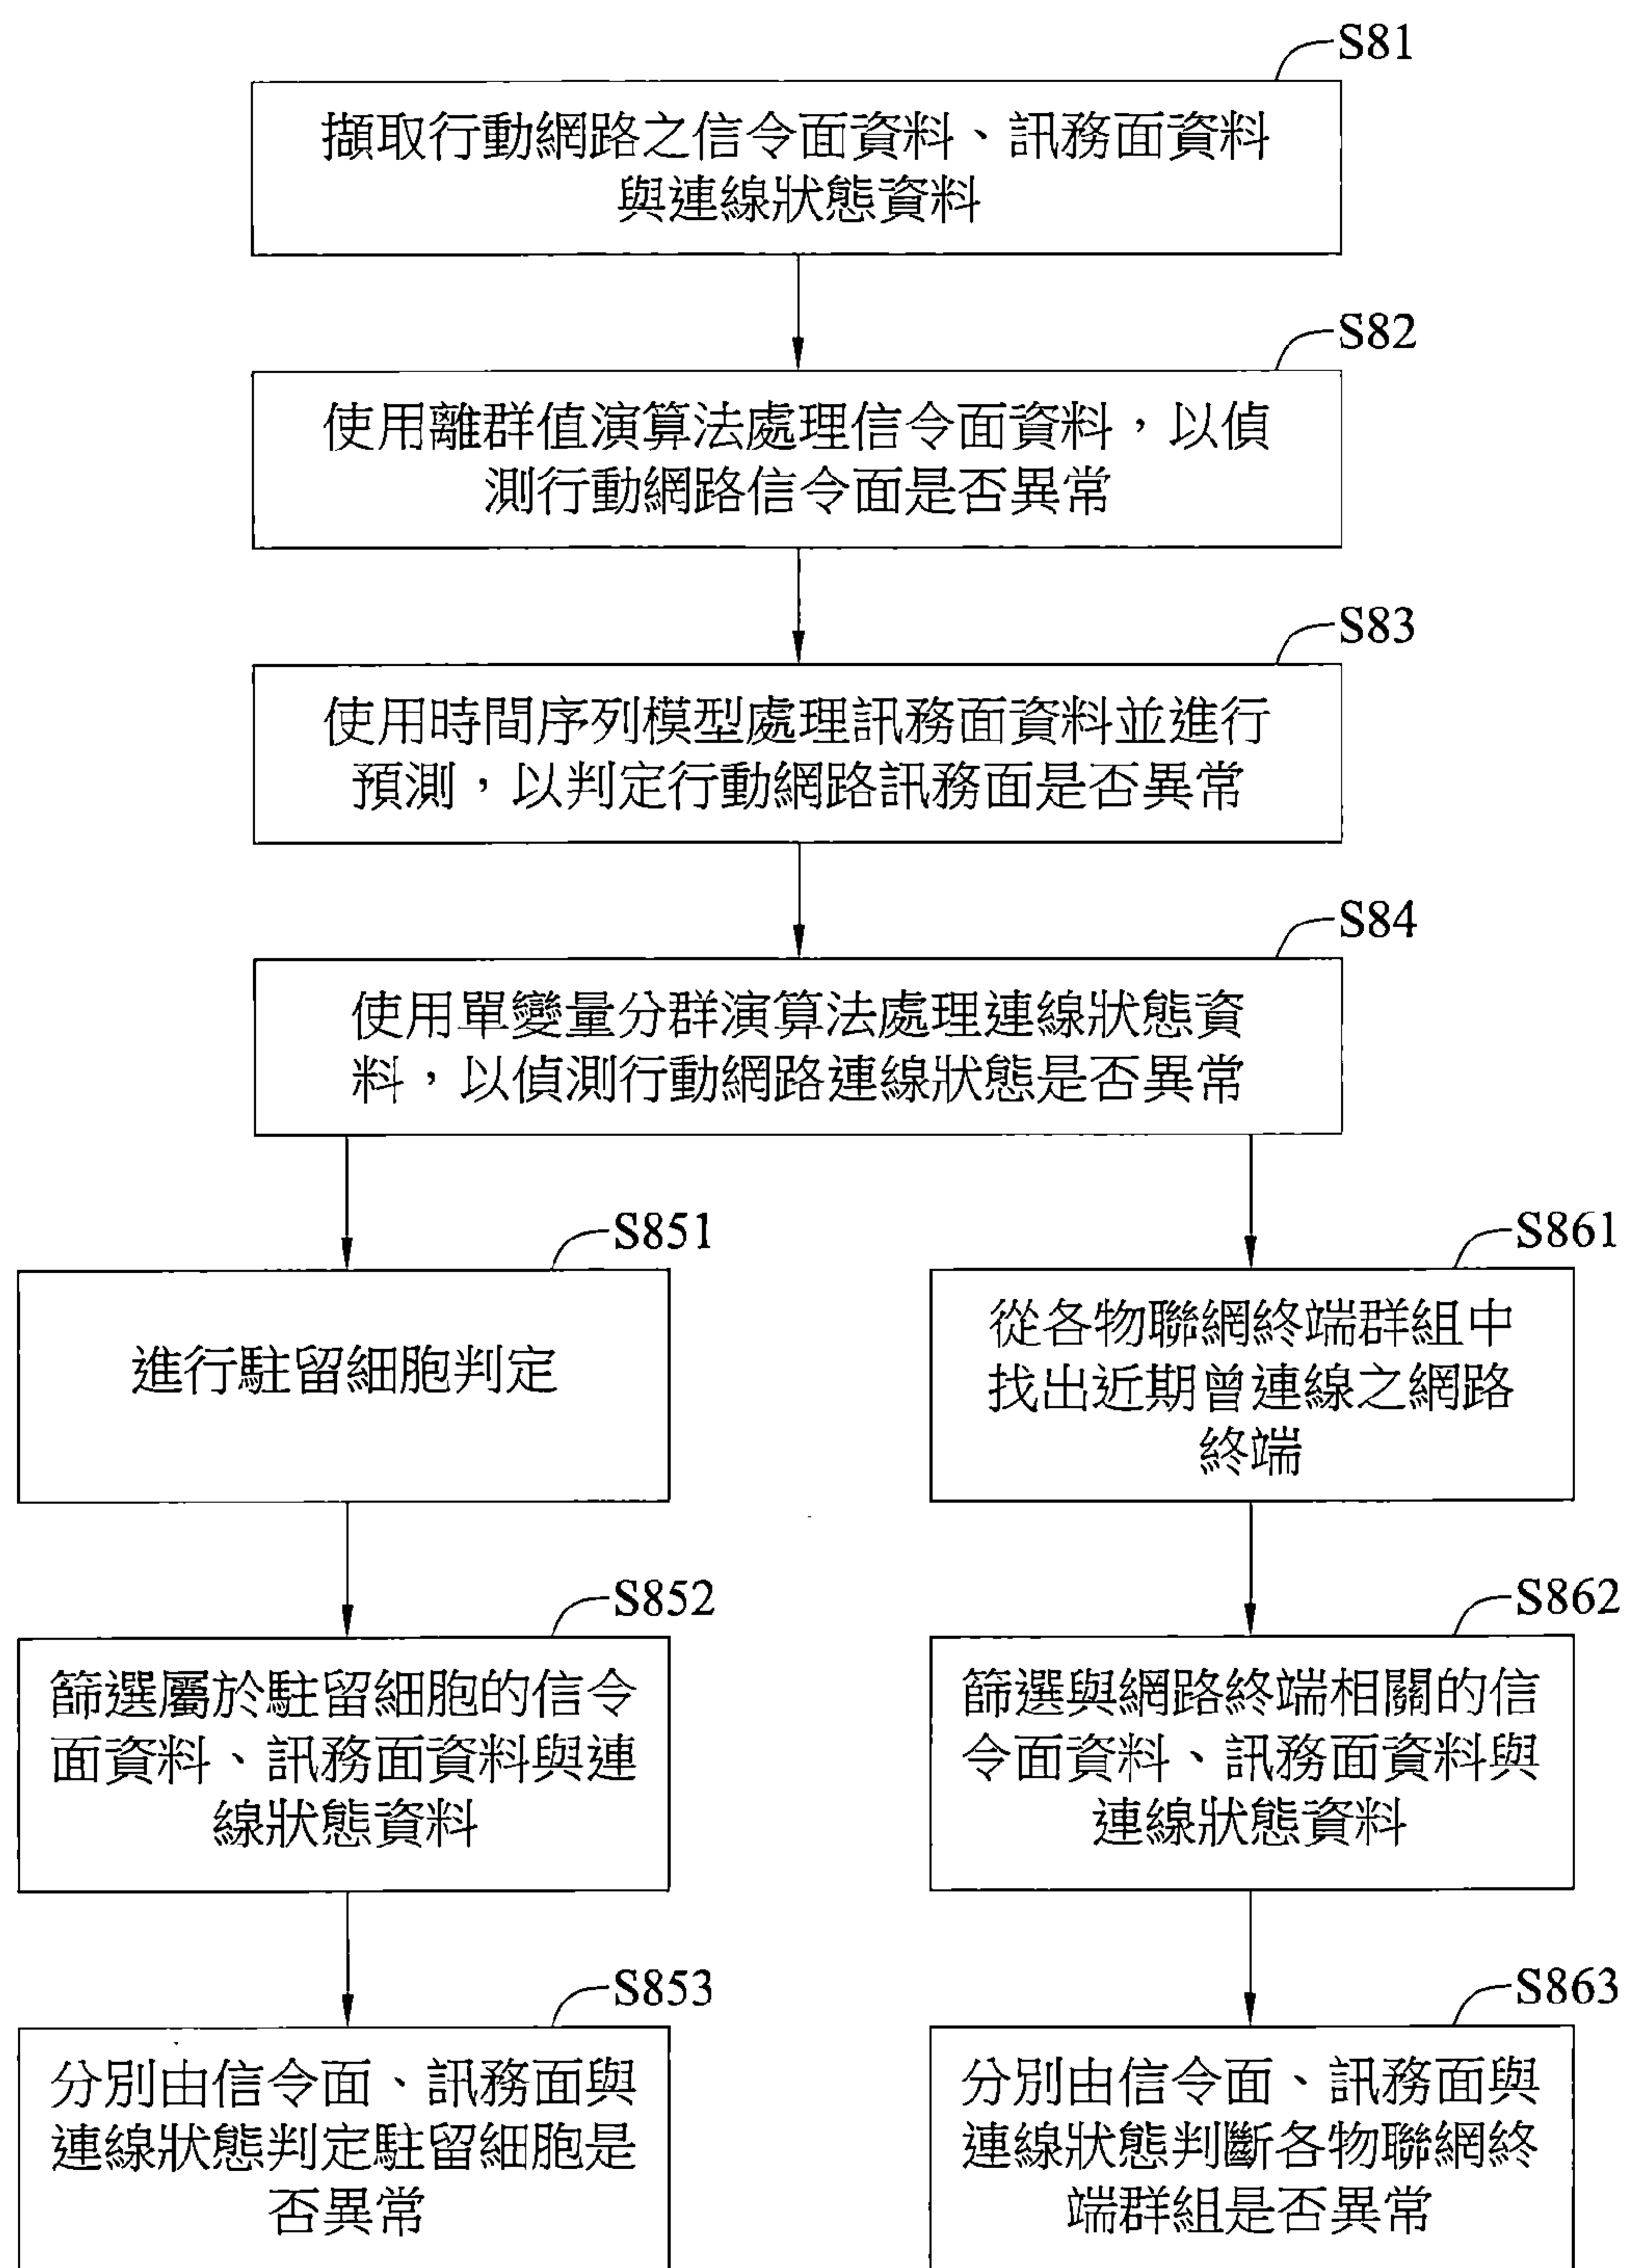 S81
擷取行動網路之信令面資料、訊務面資料
與連線狀態資料
S82
使用離群值演算法處理信令面資料，以偵
測行動網路信令面是否異常
S83
使用時間序列模型處理訊務面資料並進行
預測，以判定行動網路訊務面是否異常
S84
使用單變量分群演算法處理連線狀態資
料，以偵測行動網路連線狀態是否異常
S851
進行駐留細胞判定
S852
篩選屬於駐留細胞的信令
面資料、訊務面資料與連
線狀態資料
S853
分別由信令面、訊務面與
連線狀態判定駐留細胞是
否異常
S861
從各物聯網終端群組中
找出近期曾連線之網路
終端
S862
篩選與網路終端相關的信
令面資料、訊務面資料與
連線狀態資料
S863
分別由信令面、訊務面與
連線狀態判斷各物聯網終
端群組是否異常